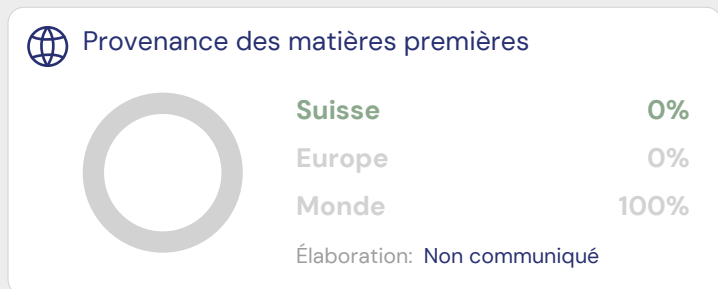 Provenance des matières premières
Suisse 0%
Europe 0%
Monde 100%
Élaboration: Non communiqué